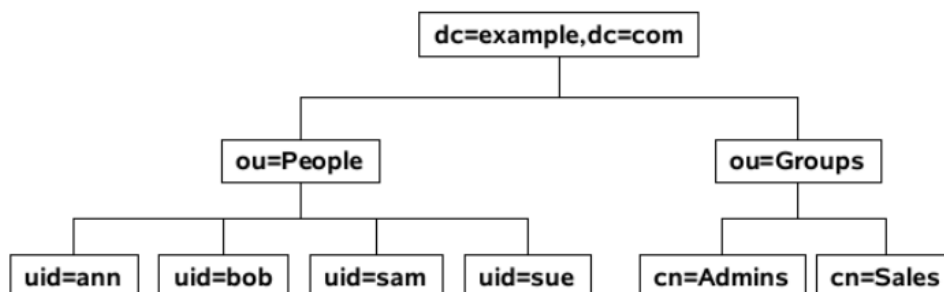 dc=example,dc=com
ou=People
ou=Groups
uid=ann
uid=bob
uid=sam
uid=sue
cn=Admins
cn=Sales